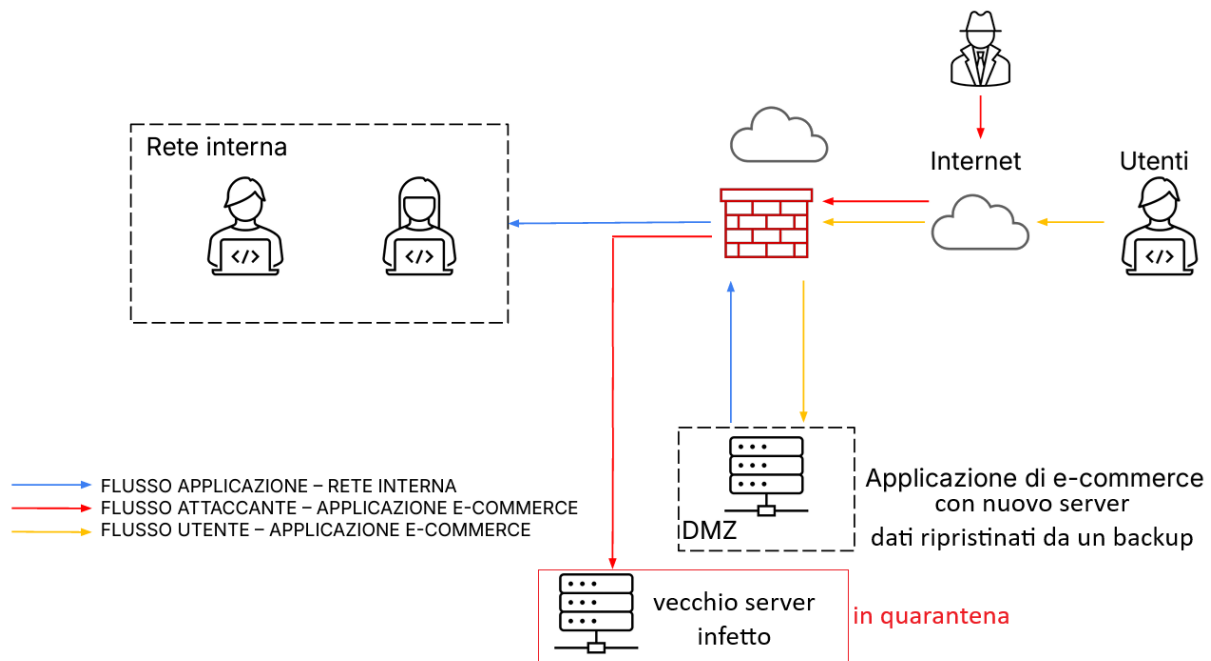 Rete interna
Internet
Utenti
FLUSSO APPLICAZIONE – RETE INTERNA
FLUSSO ATTACCANTE – APPLICAZIONE E-COMMERCE
FLUSSO UTENTE – APPLICAZIONE E-COMMERCE
DMZ
Applicazione di e-commerce
con nuovo server
dati ripristinati da un backup
vecchio server
infetto
in quarantena